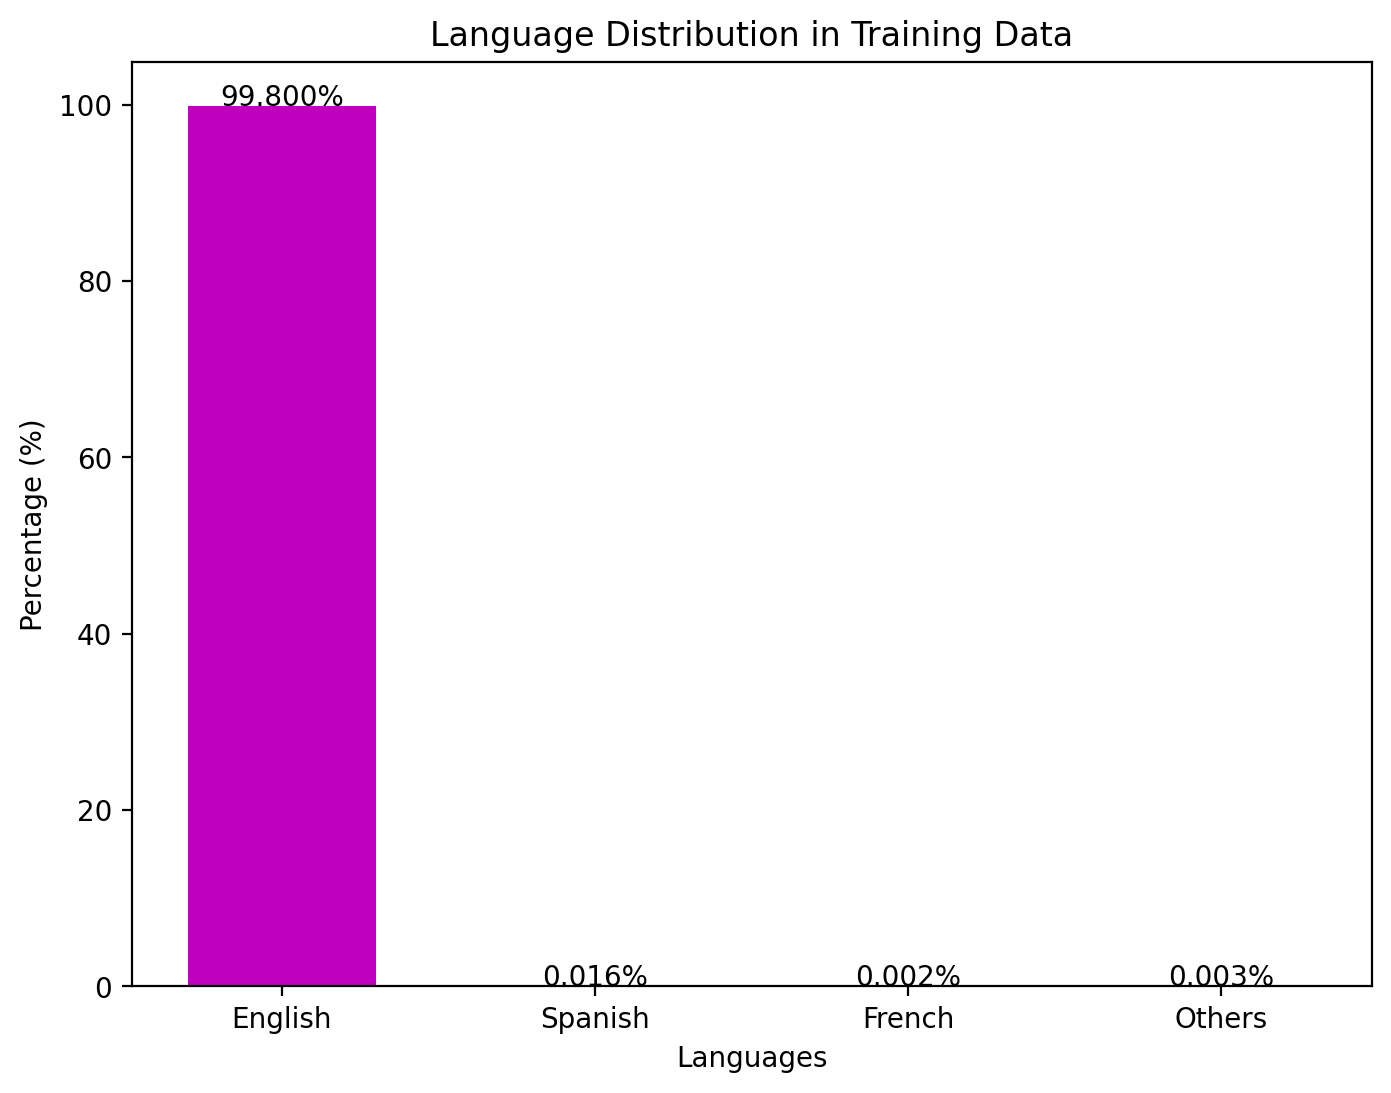 Language Distribution in Training Data
99.800%
100
80
60
40
20
0
Percentage (%)
0.016%
0.002%
0.003%
English
Spanish
French
Others
Languages